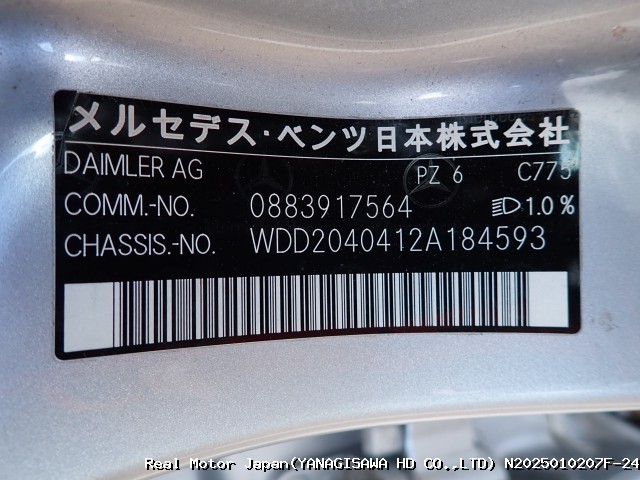 メルセデス・ベンツ日本株式会社
DAIMLER AG PZ 6 C775
COMM.-NO. 0883917564 1.0 %
CHASSIS.-NO. WDD2040412A184593
Real Motor Japan(YANAGISAWA HD CO.,LTD) N2025010207F-24